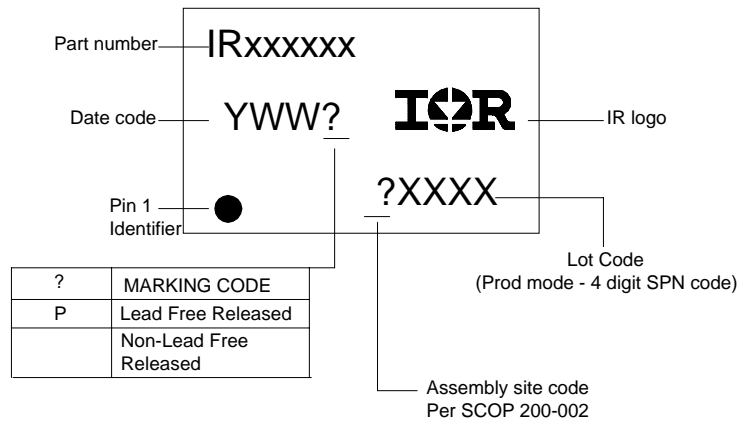 Part number
IRxxxxxx
Date code
YWW?
IOR
IR logo
?XXXX
Pin 1
Identifier
Lot Code
(Prod mode - 4 digit SPN code)
? MARKING CODE
P Lead Free Released
Non-Lead Free
Released
Assembly site code
Per SCOP 200-002